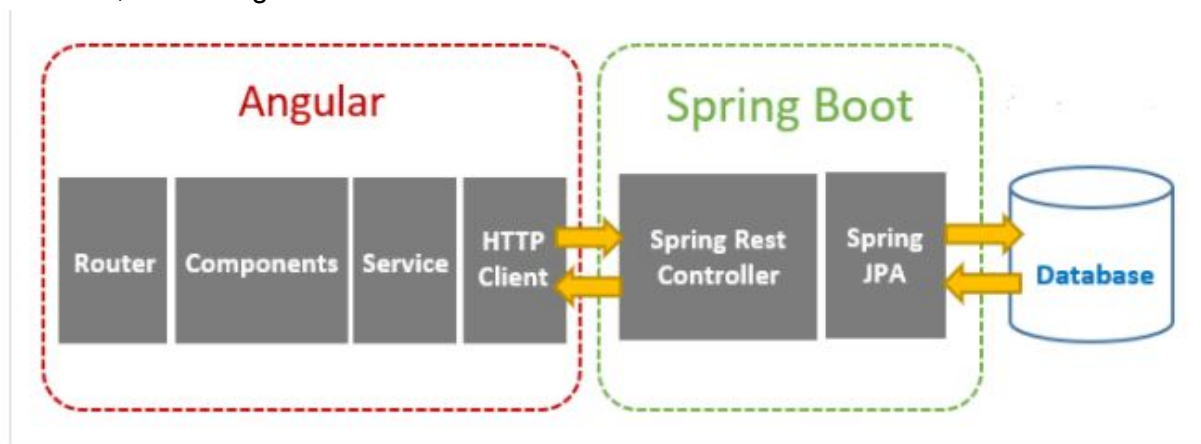 Angular
Spring Boot
Router
Components
Service
HTTP
Client
Spring Rest
Controller
Spring
JPA
Database